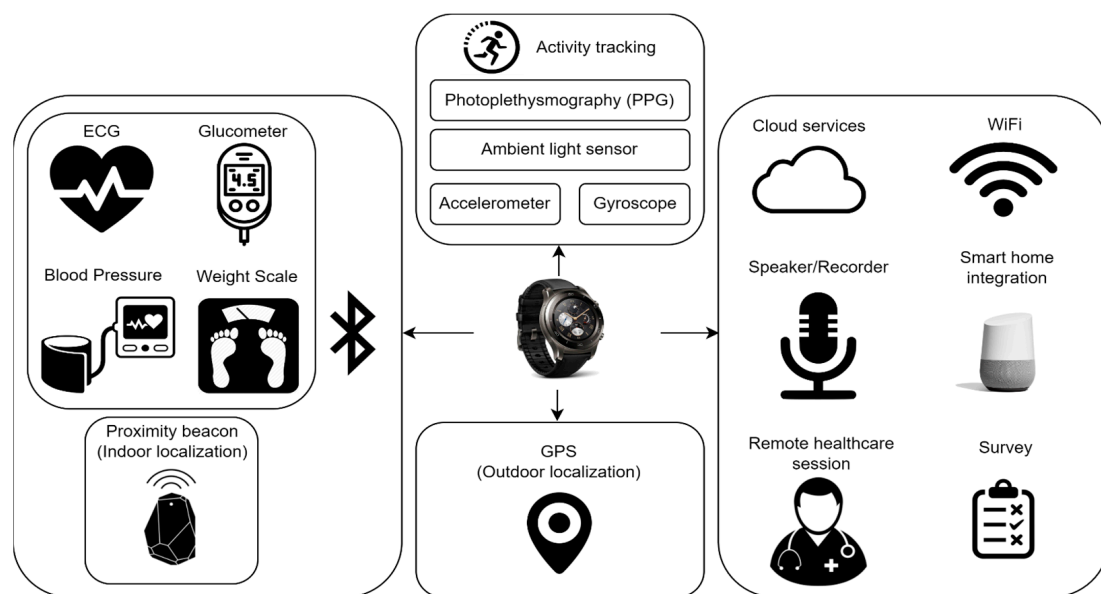 Activity tracking
Photoplethysmography (PPG)
Ambient light sensor
Accelerometer
Gyroscope
ECG
Glucometer
4.5
Blood Pressure
Weight Scale
Proximity beacon
(Indoor localization)
GPS
(Outdoor localization)
Cloud services
WiFi
Speaker/Recorder
Smart home
integration
Remote healthcare
session
Survey